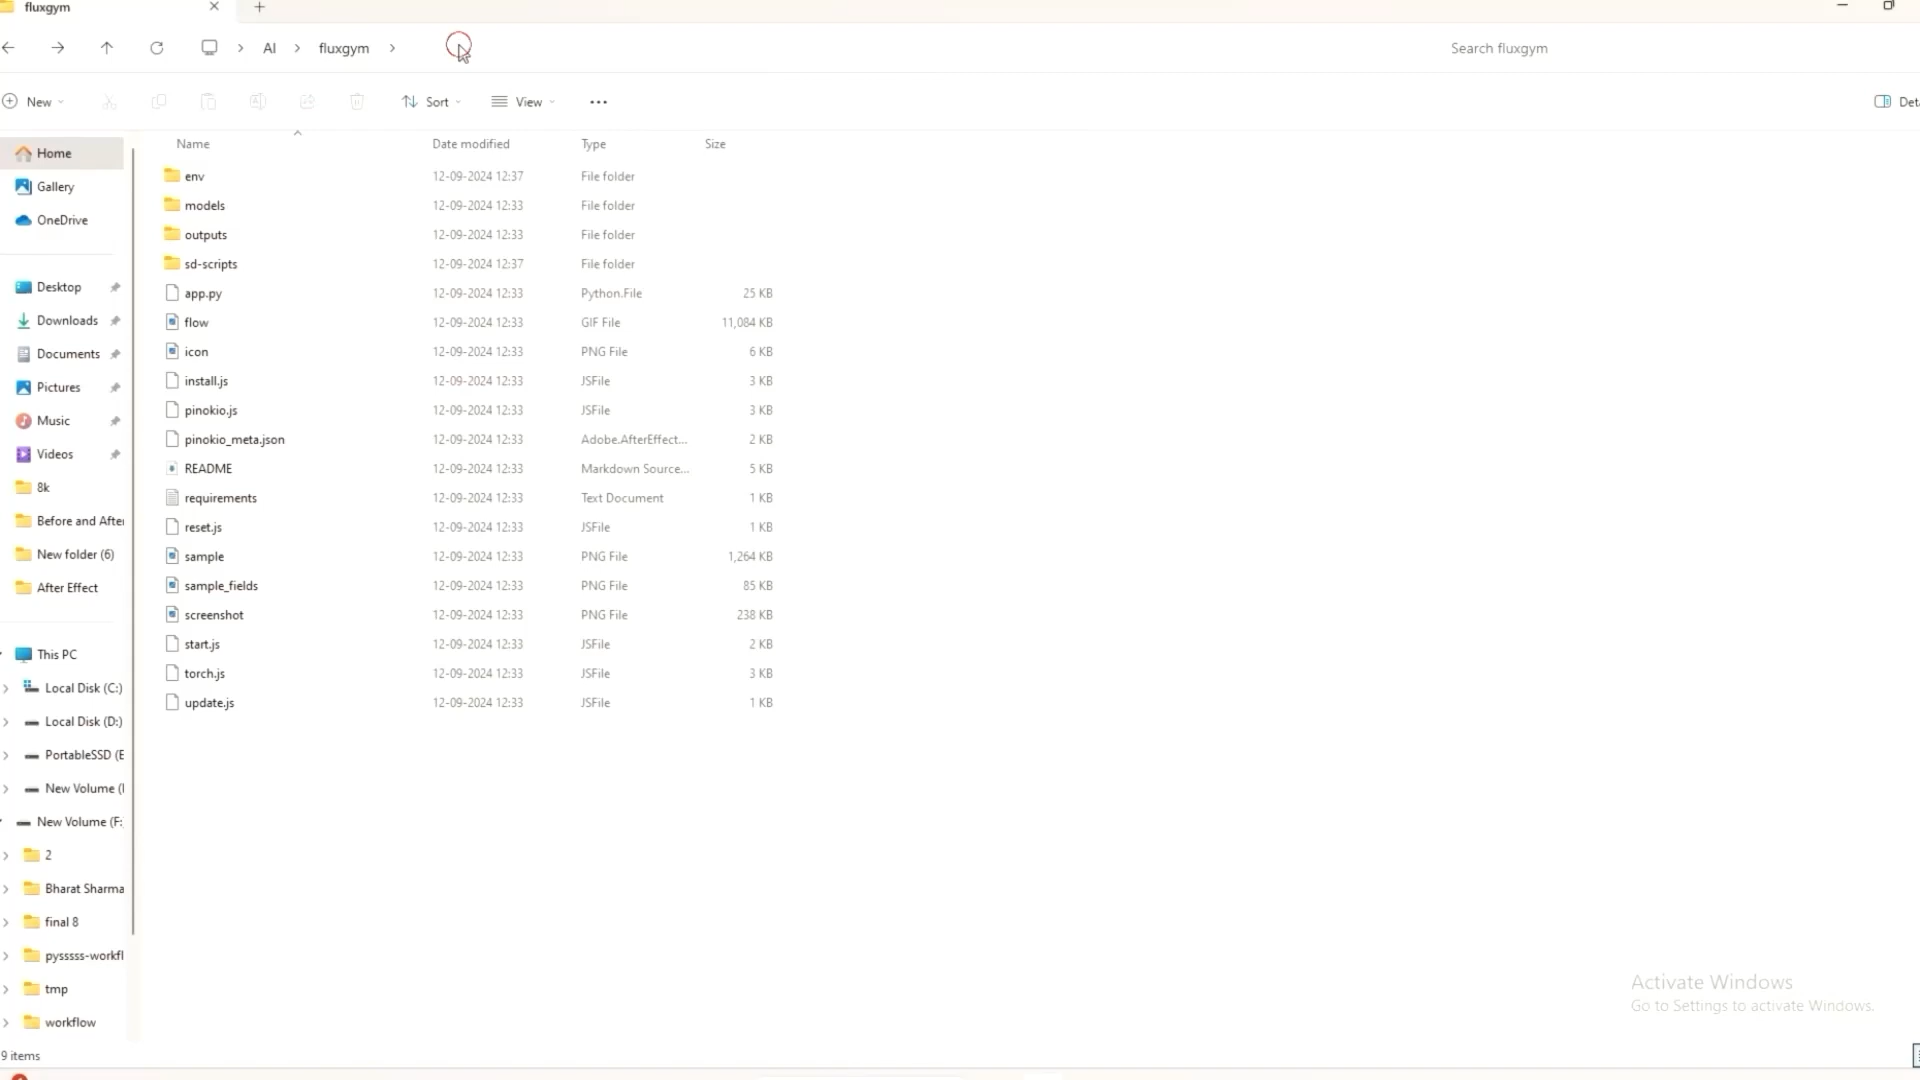 fluxgym
AI > fluxgym >
Search fluxgym
New
Sort
View
Name Date modified Type Size
Home
Gallery
OneDrive
Desktop
Downloads
Documents
Pictures
Music
Videos
8k
Before and After
New folder (6)
After Effect
This PC
Local Disk (C:)
Local Disk (D:)
PortableSSD (E
New Volume (
New Volume (F:
2
Bharat Sharma
final 8
pysssss-workfl
tmp
workflow
env 12-09-2024 12:37 File folder
models 12-09-2024 12:33 File folder
outputs 12-09-2024 12:33 File folder
sd-scripts 12-09-2024 12:37 File folder
app.py 12-09-2024 12:33 Python.File 25 KB
flow 12-09-2024 12:33 GIF File 11,084 KB
icon 12-09-2024 12:33 PNG File 6 KB
install.js 12-09-2024 12:33 JSFile 3 KB
pinokio.js 12-09-2024 12:33 JSFile 3 KB
pinokio_meta.json 12-09-2024 12:33 Adobe.AfterEffect... 2 KB
README 12-09-2024 12:33 Markdown Source... 5 KB
requirements 12-09-2024 12:33 Text Document 1 KB
reset.js 12-09-2024 12:33 JSFile 1 KB
sample 12-09-2024 12:33 PNG File 1,264 KB
sample_fields 12-09-2024 12:33 PNG File 85 KB
screenshot 12-09-2024 12:33 PNG File 238 KB
start.js 12-09-2024 12:33 JSFile 2 KB
torch.js 12-09-2024 12:33 JSFile 3 KB
update.js 12-09-2024 12:33 JSFile 1 KB
Activate Windows
Go to Settings to activate Windows.
9 items